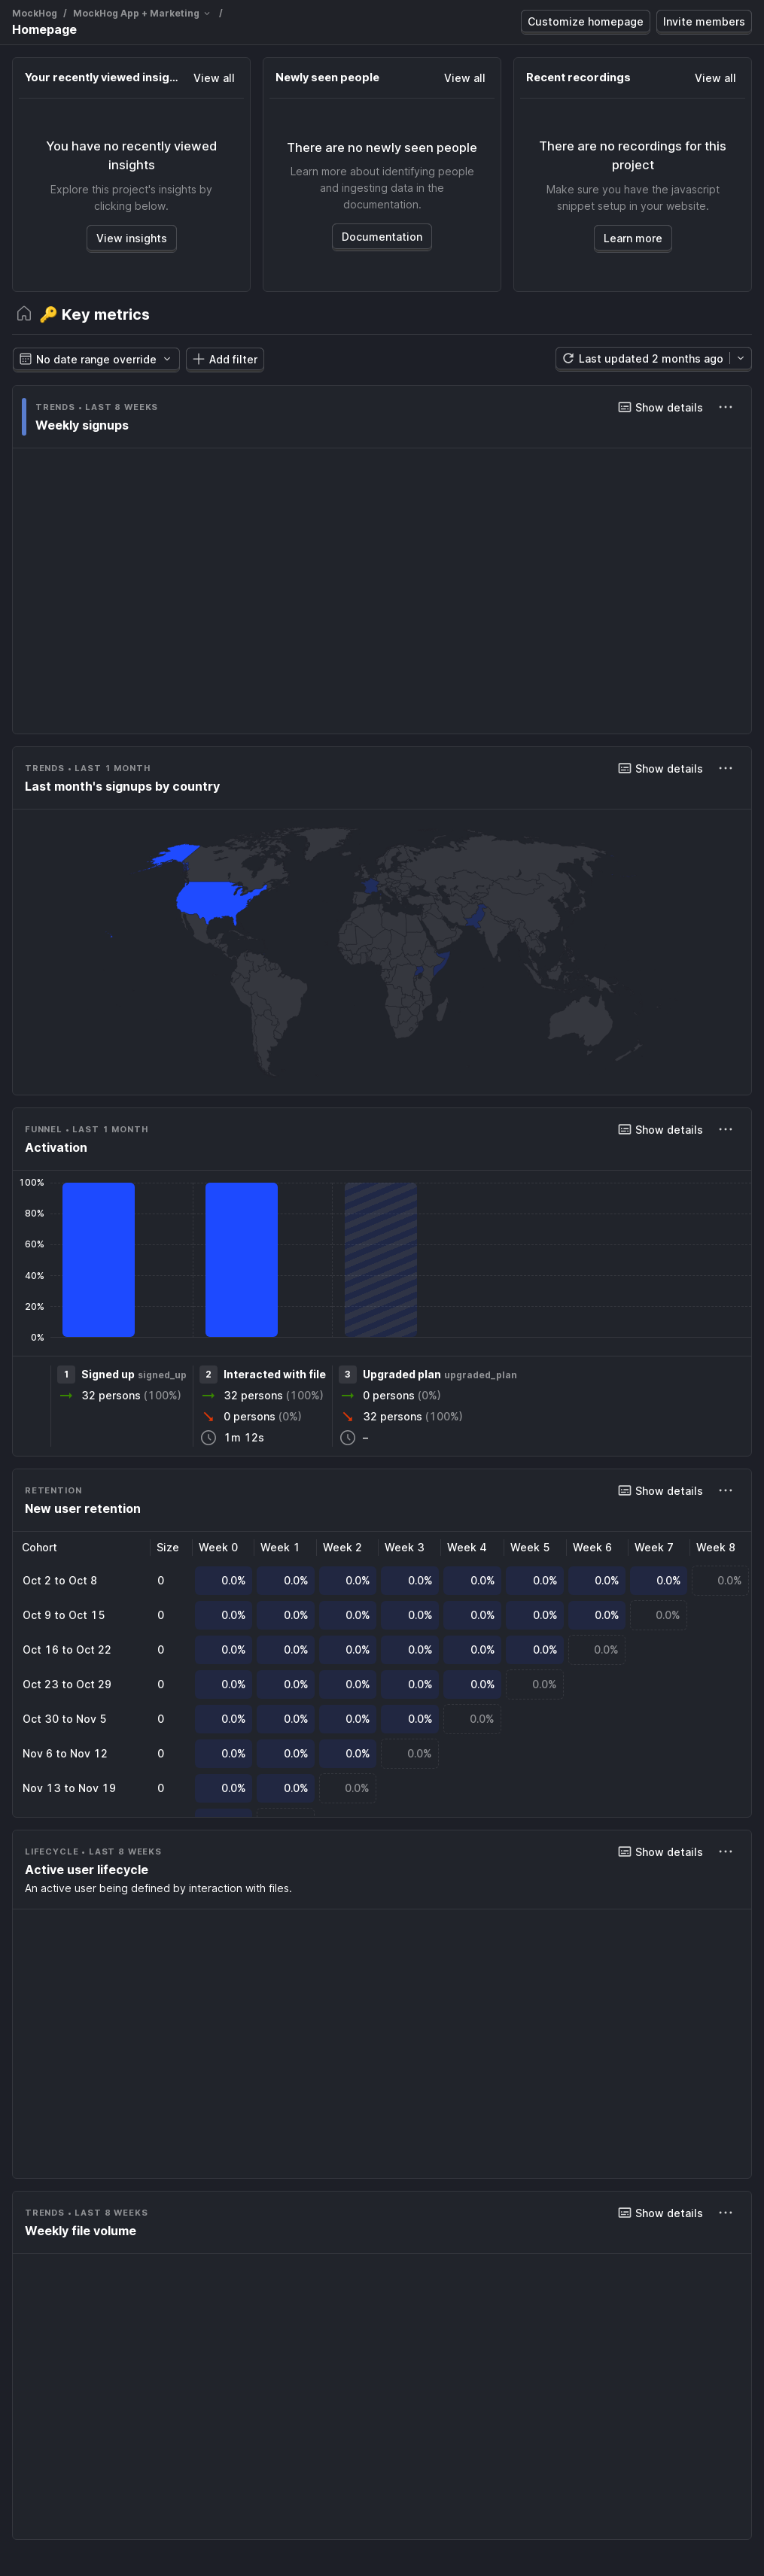 MockHog / MockHog App + Marketing /
Homepage
Customize homepage
Invite members
Your recently viewed insig... View all
You have no recently viewed
insights
Explore this project's insights by
clicking below.
View insights
Newly seen people View all
There are no newly seen people
Learn more about identifying people
and ingesting data in the
documentation.
Documentation
Recent recordings View all
There are no recordings for this
project
Make sure you have the javascript
snippet setup in your website.
Learn more
🔑 Key metrics
No date range override Add filter Last updated 2 months ago
TRENDS • LAST 8 WEEKS Show details
Weekly signups
TRENDS • LAST 1 MONTH Show details
Last month's signups by country
FUNNEL • LAST 1 MONTH Show details
Activation
100%
80%
60%
40%
20%
0%
1 Signed up signed_up
32 persons (100%)
2 Interacted with file
32 persons (100%)
0 persons (0%)
1m 12s
3 Upgraded plan upgraded_plan
0 persons (0%)
32 persons (100%)
–
RETENTION Show details
New user retention
Cohort Size Week 0 Week 1 Week 2 Week 3 Week 4 Week 5 Week 6 Week 7 Week 8
Oct 2 to Oct 8 0 0.0% 0.0% 0.0% 0.0% 0.0% 0.0% 0.0% 0.0% 0.0%
Oct 9 to Oct 15 0 0.0% 0.0% 0.0% 0.0% 0.0% 0.0% 0.0% 0.0%
Oct 16 to Oct 22 0 0.0% 0.0% 0.0% 0.0% 0.0% 0.0% 0.0%
Oct 23 to Oct 29 0 0.0% 0.0% 0.0% 0.0% 0.0% 0.0%
Oct 30 to Nov 5 0 0.0% 0.0% 0.0% 0.0% 0.0%
Nov 6 to Nov 12 0 0.0% 0.0% 0.0% 0.0%
Nov 13 to Nov 19 0 0.0% 0.0% 0.0%
LIFECYCLE • LAST 8 WEEKS Show details
Active user lifecycle
An active user being defined by interaction with files.
TRENDS • LAST 8 WEEKS Show details
Weekly file volume